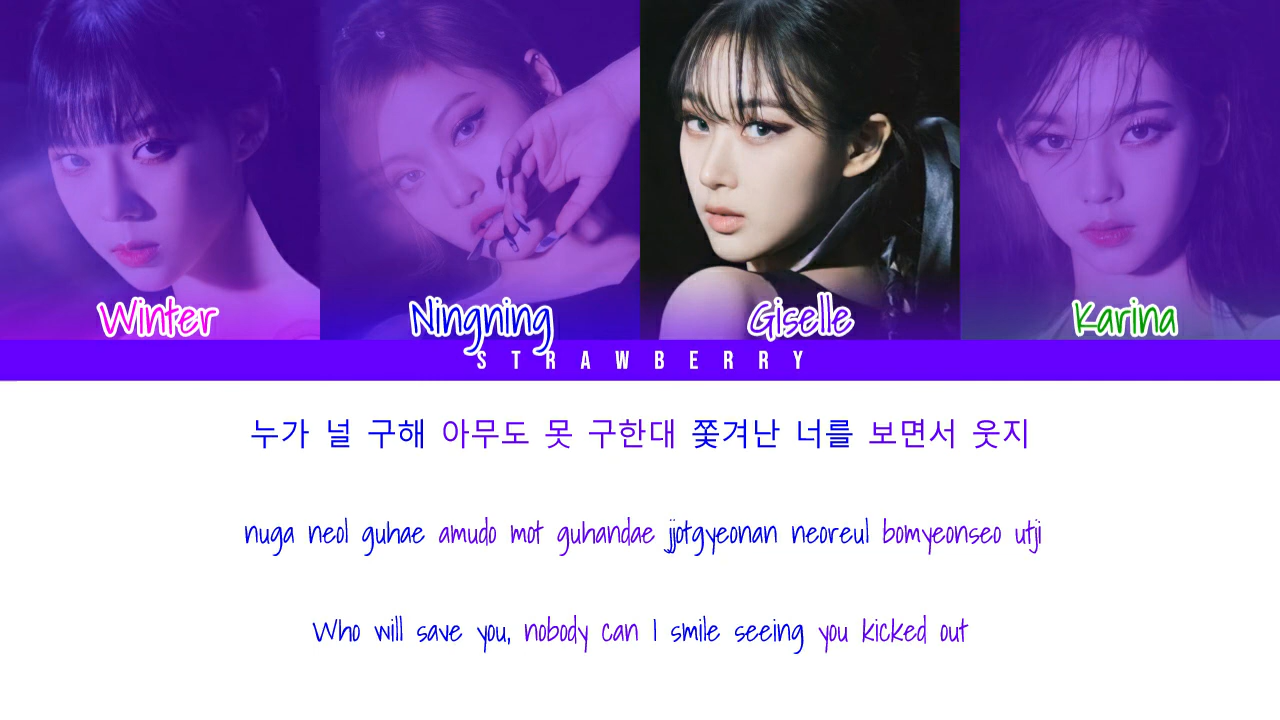 Winter Ningning Giselle Karina
STRAWBERRY
누가 널 구해 아무도 못 구한대 쫓겨난 너를 보면서 웃지
nuga neol guhae amudo mot guhandae jjotgyeonan neoreul bomyeonseo utji
Who will save you, nobody can I smile seeing you kicked out